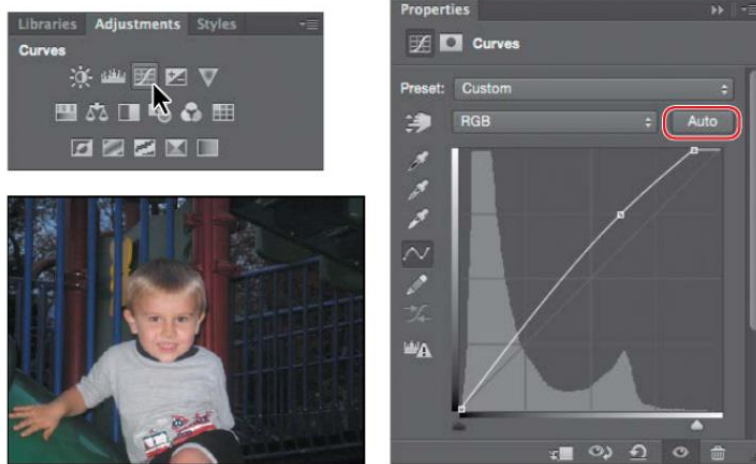 Libraries Adjustments Styles
Curves
Properties
Curves
Preset: Custom
RGB Auto